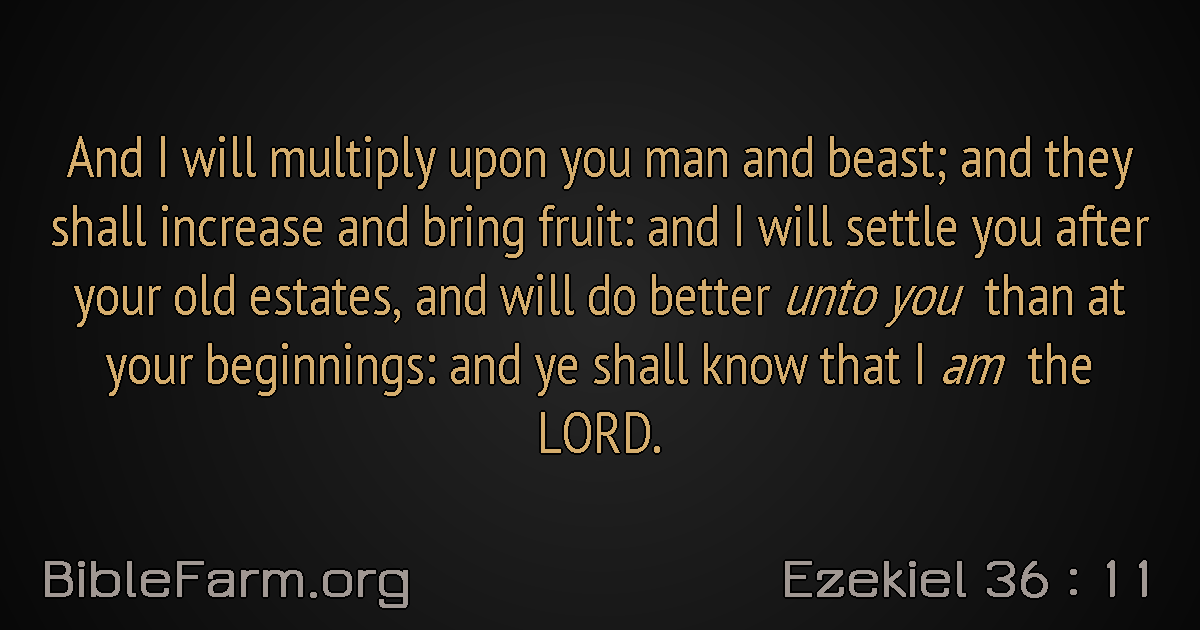 And I will multiply upon you man and beast; and they
shall increase and bring fruit: and I will settle you after
your old estates, and will do better unto you than at
your beginnings: and ye shall know that I am the
LORD.
BibleFarm.org
Ezekiel 36 : 11